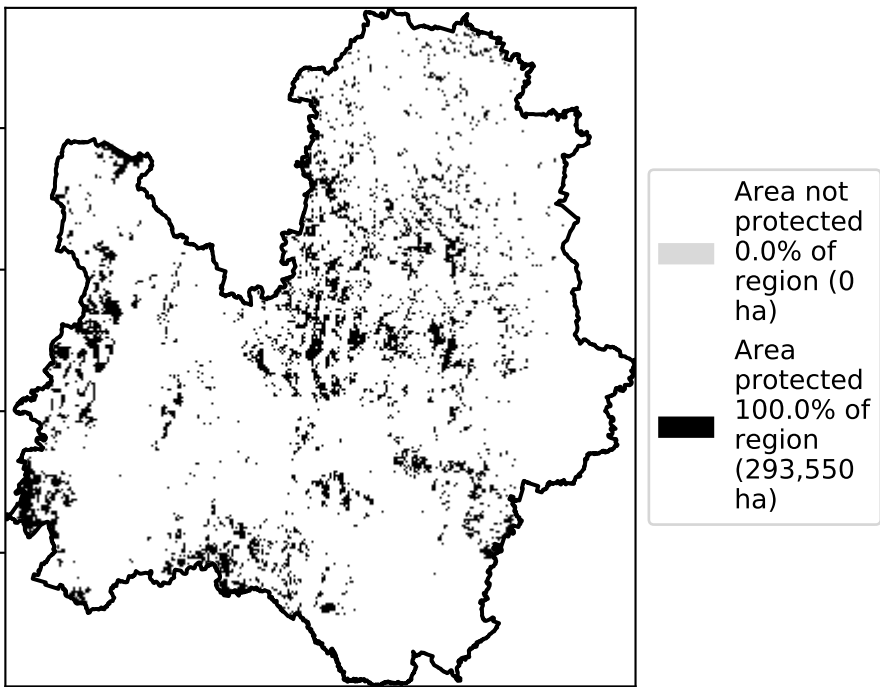 Area not
protected
0.0% of
region (0
ha)
Area
protected
100.0% of
region
(293,550
ha)